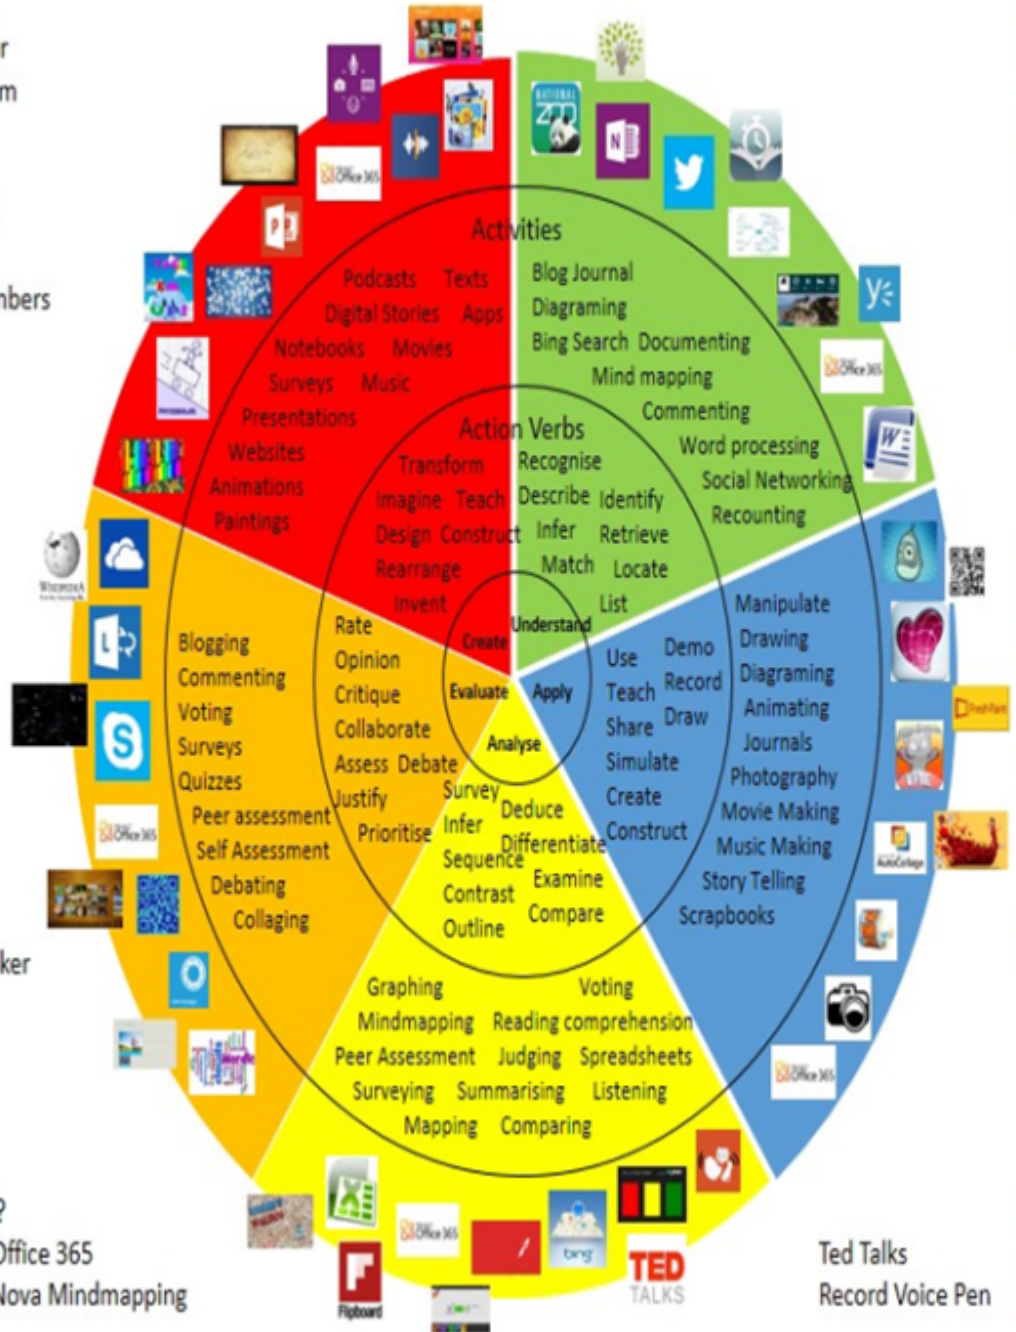 r
m
NATIONAL
ZOO
N
Office 365
P
Activities
Podcasts Texts
Digital Stories Apps
Notebooks Movies
Surveys Music
Presentations
Websites
Animations
Paintings
Blog Journal
Diagraming
Bing Search Documenting
Mind mapping
Commenting
Word processing
Social Networking
Recounting
nbers
Office 365
W
Action Verbs
Transform
Imagine Teach
Design Construct
Rearrange
Invent
Create
Recognise
Describe Identify
Infer Retrieve
Match Locate
List
Understand
WIKIPEDIA
L
S
Office 365
Blogging
Commenting
Voting
Surveys
Quizzes
Peer assessment
Self Assessment
Debating
Collaging
Rate
Opinion
Critique
Collaborate
Assess Debate
Justify
Prioritise
Evaluate
Apply
Analyse
Use Demo
Teach Record
Share Draw
Simulate
Create
Construct
Manipulate
Drawing
Diagraming
Animating
Journals
Photography
Movie Making
Music Making
Story Telling
Scrapbooks
FreshPaint
AutoCollage
Office 365
Survey Deduce
Infer Differentiate
Sequence Examine
Contrast Compare
Outline
Graphing Voting
Mindmapping Reading comprehension
Peer Assessment Judging Spreadsheets
Surveying Summarising Listening
Mapping Comparing
ker
Wordle
Office 365
bing
Flipboard
TED
TALKS
?
Office 365
Nova Mindmapping
Ted Talks
Record Voice Pen